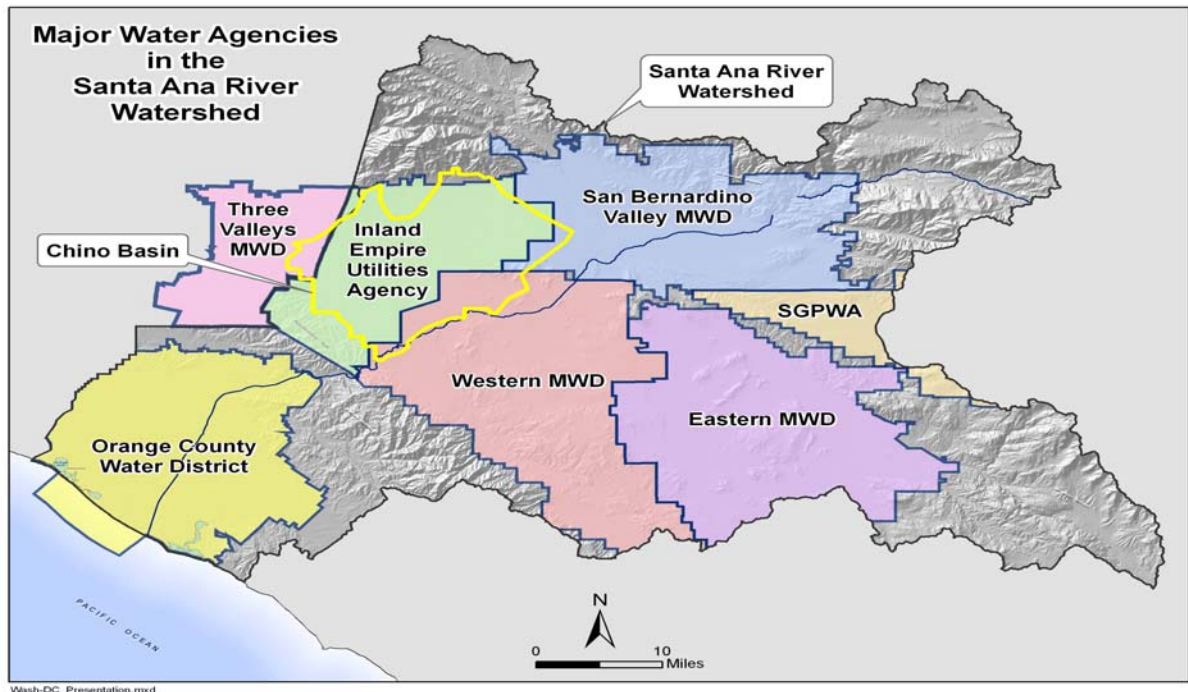 Major Water Agencies
in the
Santa Ana River
Watershed
Santa Ana River
Watershed
San Bernardino
Valley MWD
Three
Valleys
MWD
Inland
Empire
Utilities
Agency
Chino Basin
SGPWA
Western MWD
Eastern MWD
Orange County
Water District
PACIFIC OCEAN
N
0 10
Miles
Wash-DC_Presentation.mxd